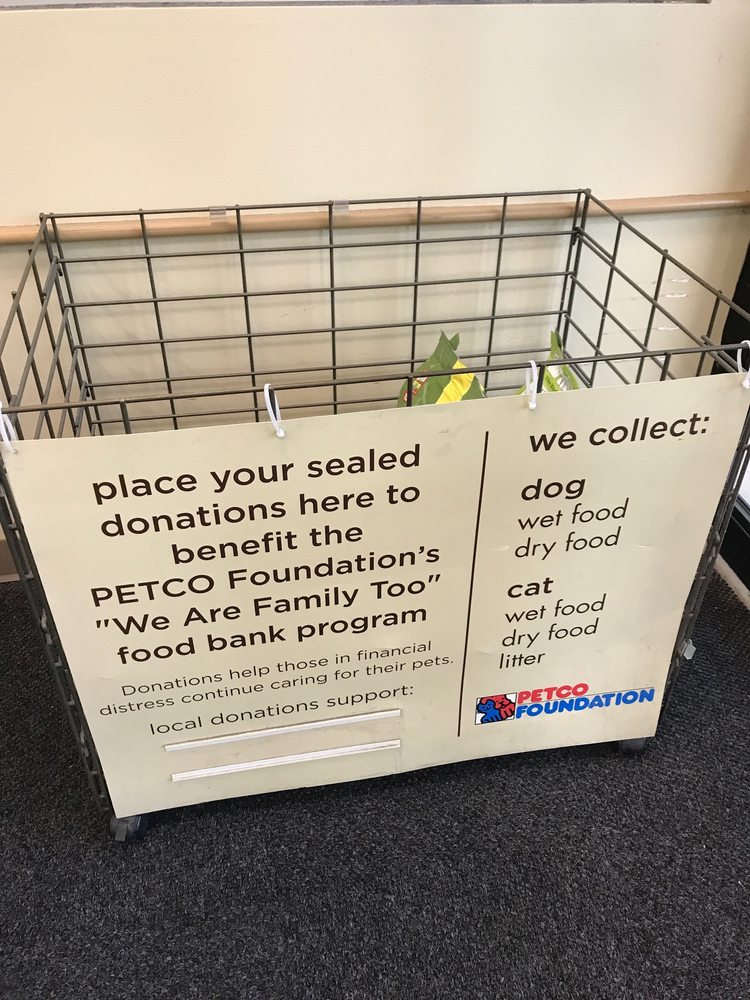 place your sealed
donations here to
benefit the
PETCO Foundation's
"We Are Family Too"
food bank program
Donations help those in financial
distress continue caring for their pets.
local donations support:
we collect:
dog
wet food
dry food
cat
wet food
dry food
litter
PETCO
FOUNDATION